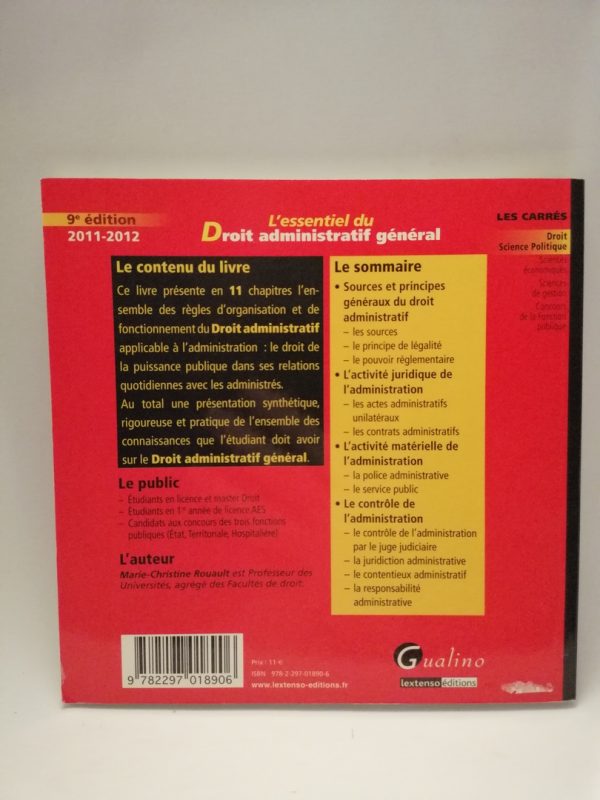 9e édition
2011-2012
L'essentiel du
Droit administratif général
LES CARRÉS
Droit
Science Politique
Sciences
économiques
Sciences
de gestion
Concours
de la Fonction
publique
Le contenu du livre
Ce livre présente en 11 chapitres l'en-
semble des règles d'organisation et de
fonctionnement du Droit administratif
applicable à l'administration : le droit de
la puissance publique dans ses relations
quotidiennes avec les administrés.
Au total une présentation synthétique,
rigoureuse et pratique de l'ensemble des
connaissances que l'étudiant doit avoir
sur le Droit administratif général.
Le public
– Étudiants en licence et master Droit
– Étudiants en 1re année de licence AES
– Candidats aux concours des trois fonctions
publiques (État, Territoriale, Hospitalière)
L'auteur
Marie-Christine Rouault est Professeur des
Universités, agrégé des Facultés de droit.
Le sommaire
• Sources et principes
généraux du droit
administratif
– les sources
– le principe de légalité
– le pouvoir réglementaire
• L'activité juridique de
l'administration
– les actes administratifs
unilatéraux
– les contrats administratifs
• L'activité matérielle de
l'administration
– la police administrative
– le service public
• Le contrôle de
l'administration
– le contrôle de l'administration
par le juge judiciaire
– la juridiction administrative
– le contentieux administratif
– la responsabilité
administrative
9 782297 018906
Prix : 11 €
ISBN 978-2-297-01890-6
www.lextenso-editions.fr
Gualino
lextenso éditions